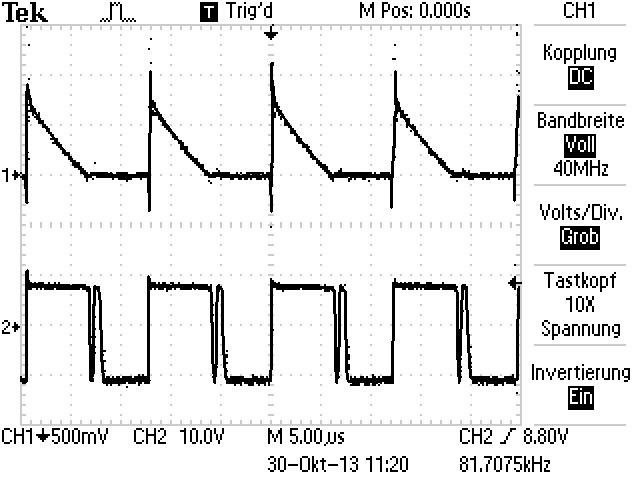 Tek T Trig'd M Pos: 0.000s CH1
Kopplung
DC
Bandbreite
Voll
40MHz
1
Volts/Div.
Grob
Tastkopf
10X
Spannung
2
Invertierung
Ein
CH1 500mV CH2 10.0V M 5.00µs CH2 8.80V
30-Okt-13 11:20 81.7075kHz